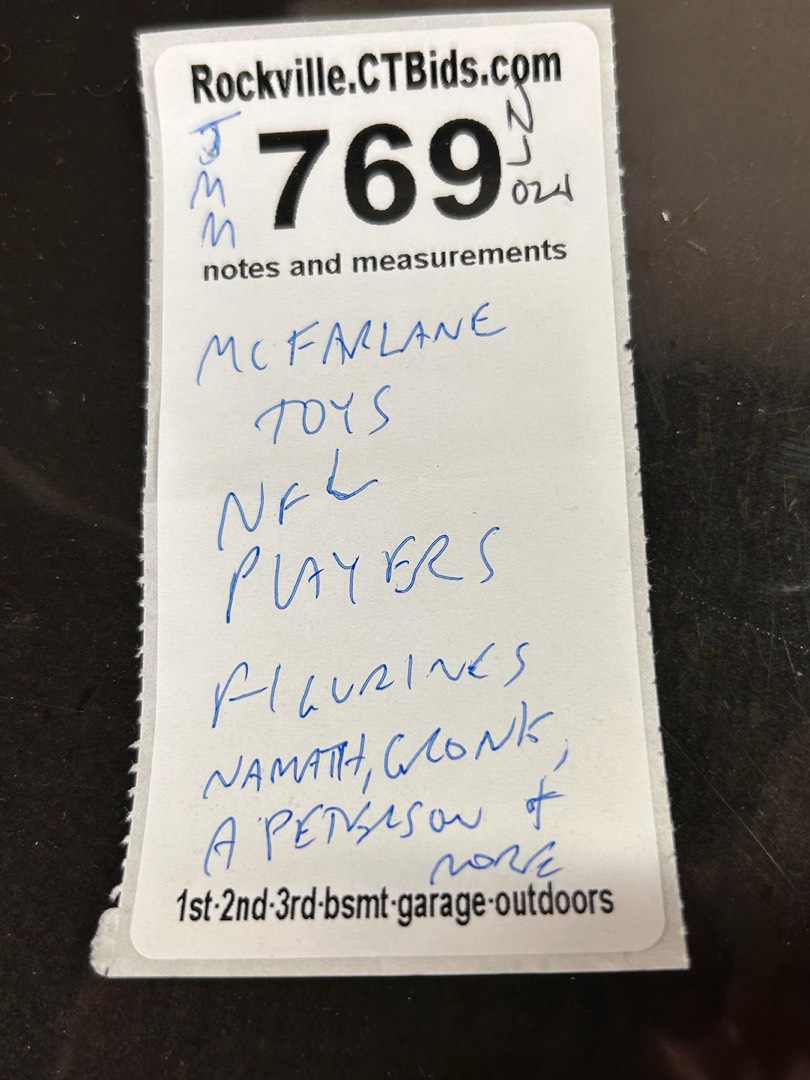 Rockville.CTBids.com
769
notes and measurements
MCFARLANE
TOYS
NFL
PLAYERS
FIGURINES
NAMATH, GRONK,
A PETERSON +
MORE
1st·2nd·3rd·bsmt·garage·outdoors